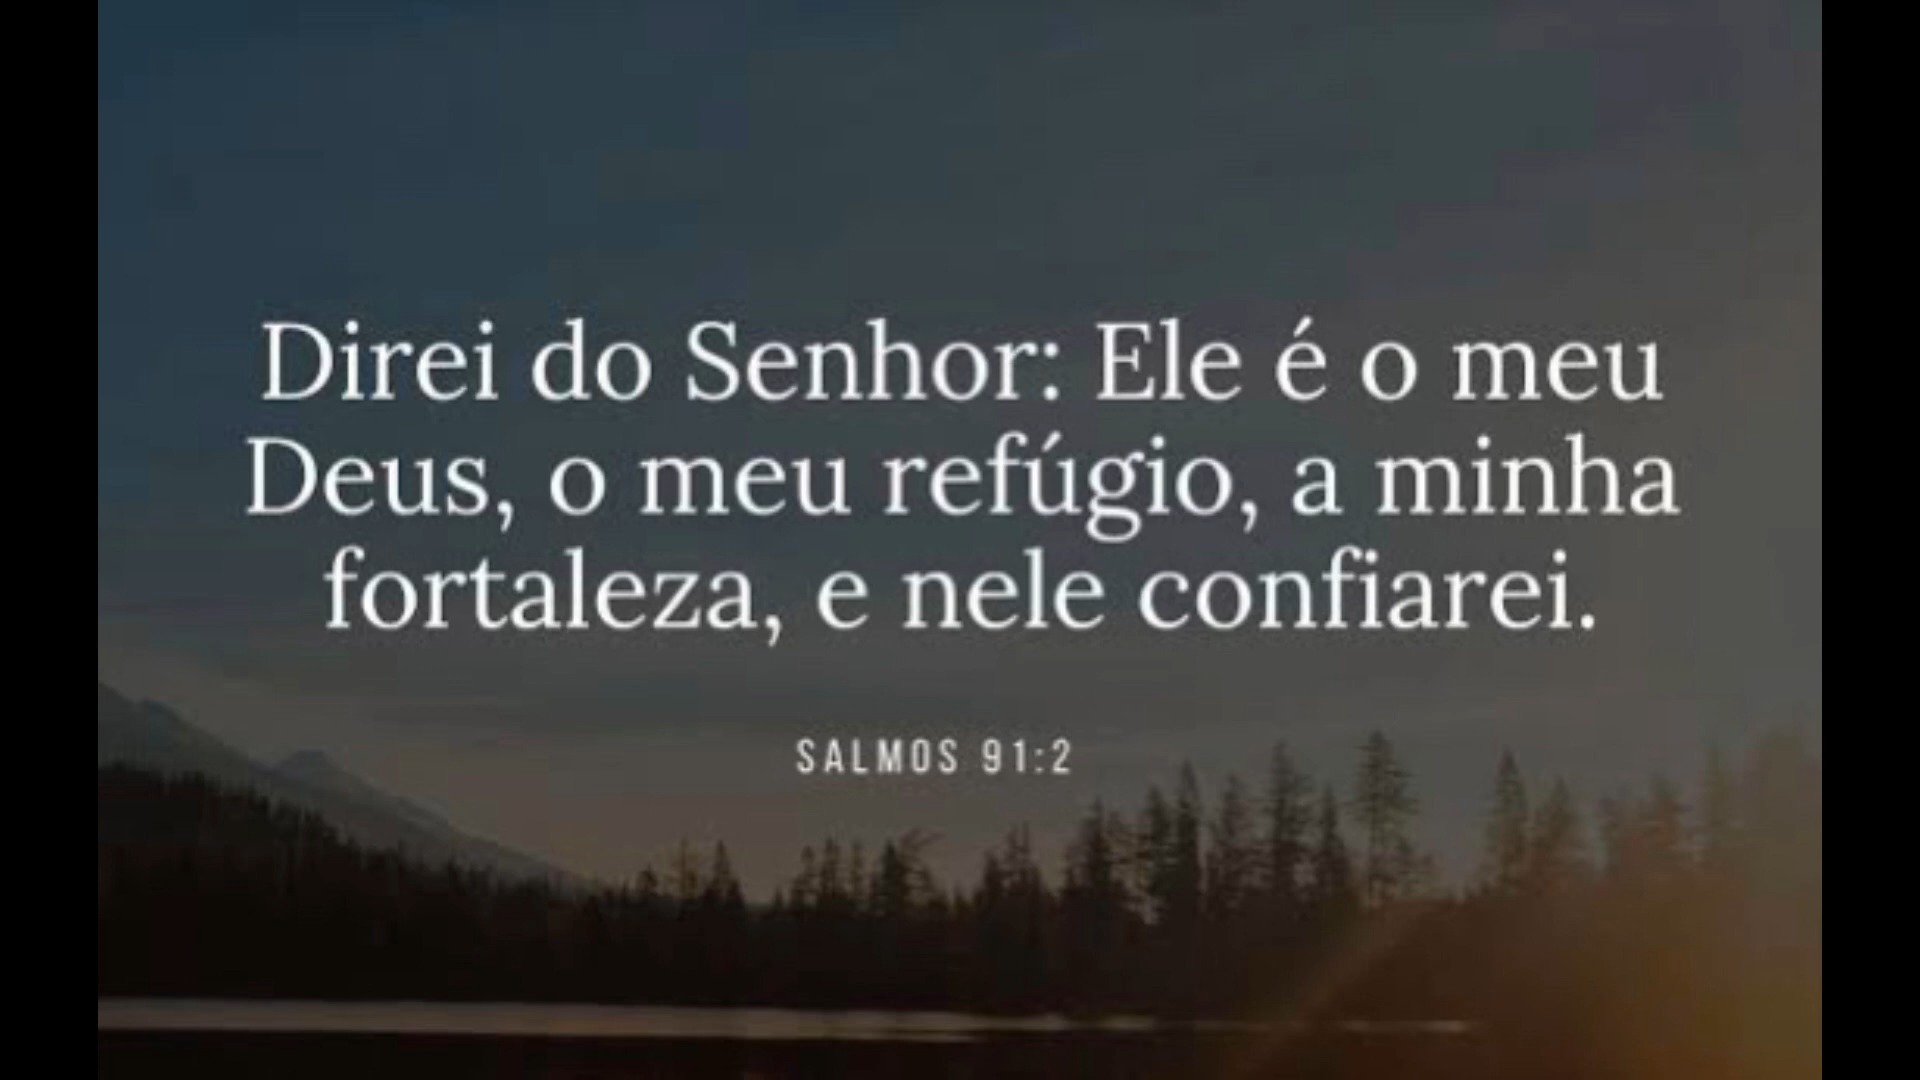 Direi do Senhor: Ele é o meu
Deus, o meu refúgio, a minha
fortaleza, e nele confiarei.
SALMOS 91:2